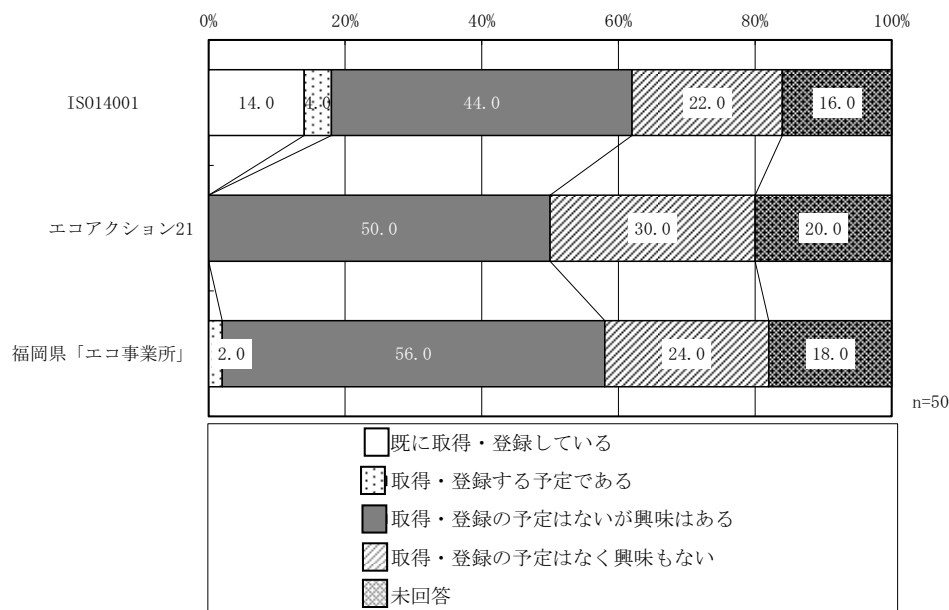 0% 20% 40% 60% 80% 100%
ISO14001 14.0 4.0 44.0 22.0 16.0
エコアクション21 50.0 30.0 20.0
福岡県「エコ事業所」 2.0 56.0 24.0 18.0
n=50
既に取得・登録している
取得・登録する予定である
取得・登録の予定はないが興味はある
取得・登録の予定はなく興味もない
未回答